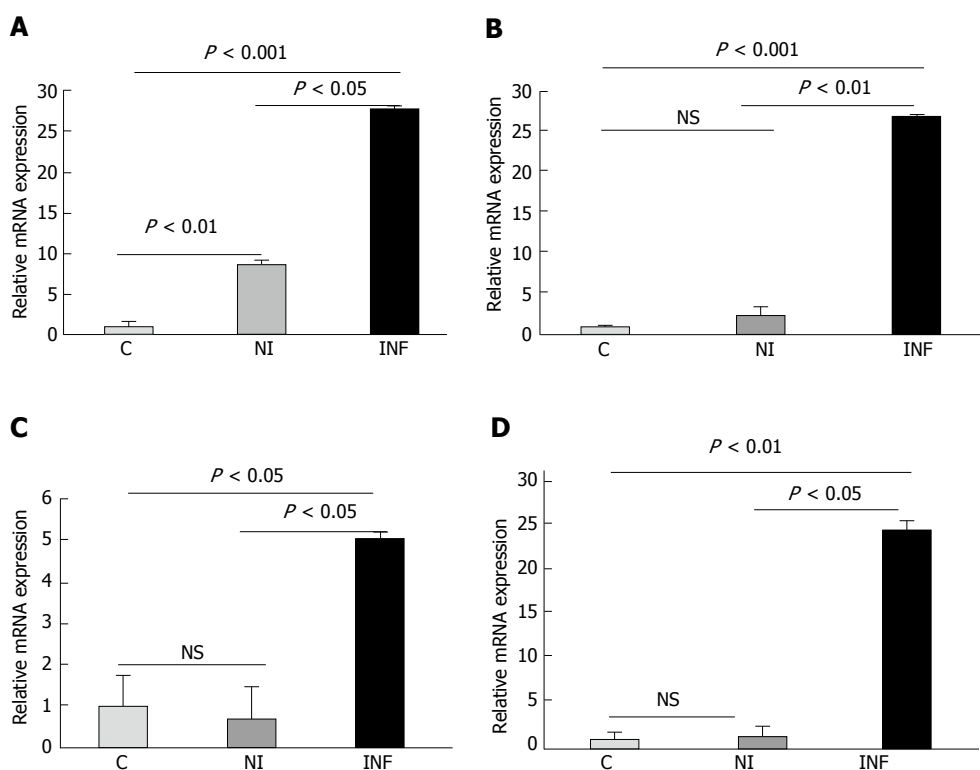 A
P < 0.001
P < 0.05
P < 0.01
Relative mRNA expression
30
25
20
15
10
5
0
C NI INF
B
P < 0.001
P < 0.01
NS
Relative mRNA expression
30
25
20
15
10
5
0
C NI INF
C
P < 0.05
P < 0.05
NS
Relative mRNA expression
6
5
4
3
2
1
0
C NI INF
D
P < 0.01
P < 0.05
NS
Relative mRNA expression
30
25
20
15
10
5
0
C NI INF